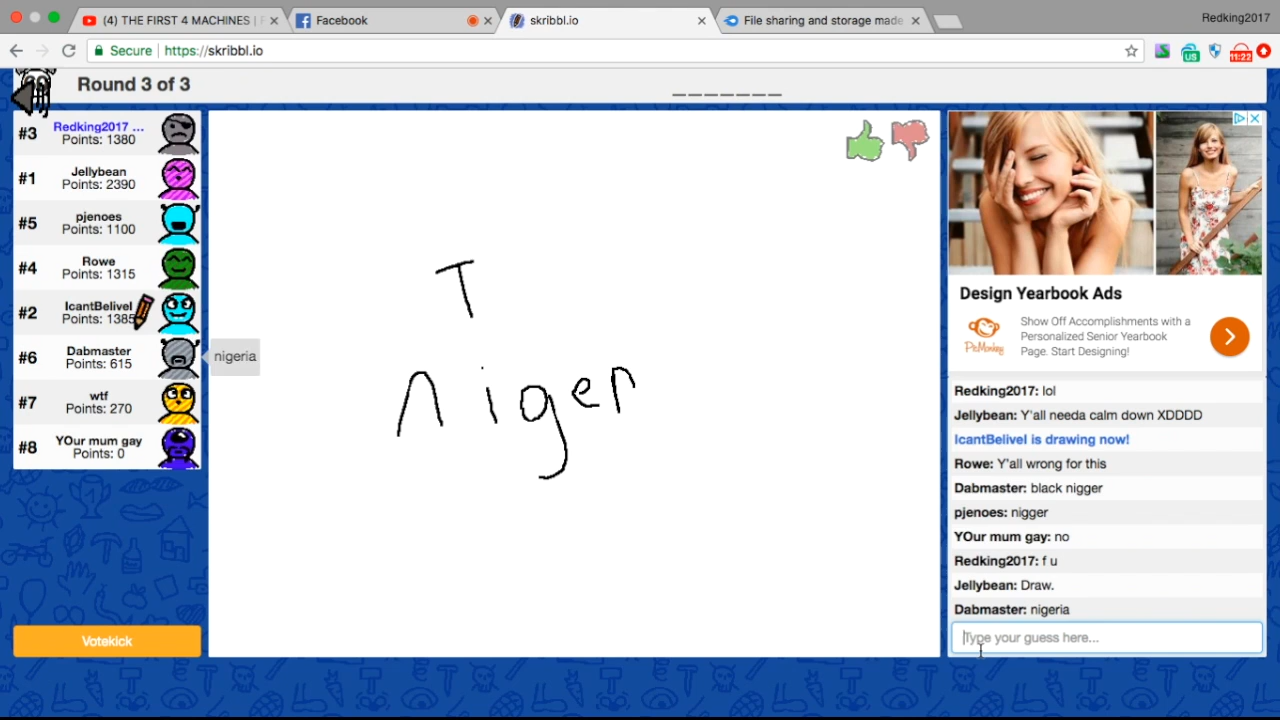 (4) THE FIRST 4 MACHINES | F
Facebook
skribbl.io
File sharing and storage made
Redking2017
Secure
https://skribbl.io
US
11:22
Round 3 of 3
_______
#3
Redking2017 ...
Points: 1380
#1
Jellybean
Points: 2390
#5
pjenoes
Points: 1100
#4
Rowe
Points: 1315
#2
IcantBelivel
Points: 1385
#6
Dabmaster
Points: 615
nigeria
#7
wtf
Points: 270
#8
YOur mum gay
Points: 0
Votekick
T
niger
Design Yearbook Ads
PicMonkey
Show Off Accomplishments with a
Personalized Senior Yearbook
Page. Start Designing!
Redking2017: lol
Jellybean: Y'all needa calm down XDDDD
IcantBelivel is drawing now!
Rowe: Y'all wrong for this
Dabmaster: black nigger
pjenoes: nigger
YOur mum gay: no
Redking2017: f u
Jellybean: Draw.
Dabmaster: nigeria
Type your guess here...